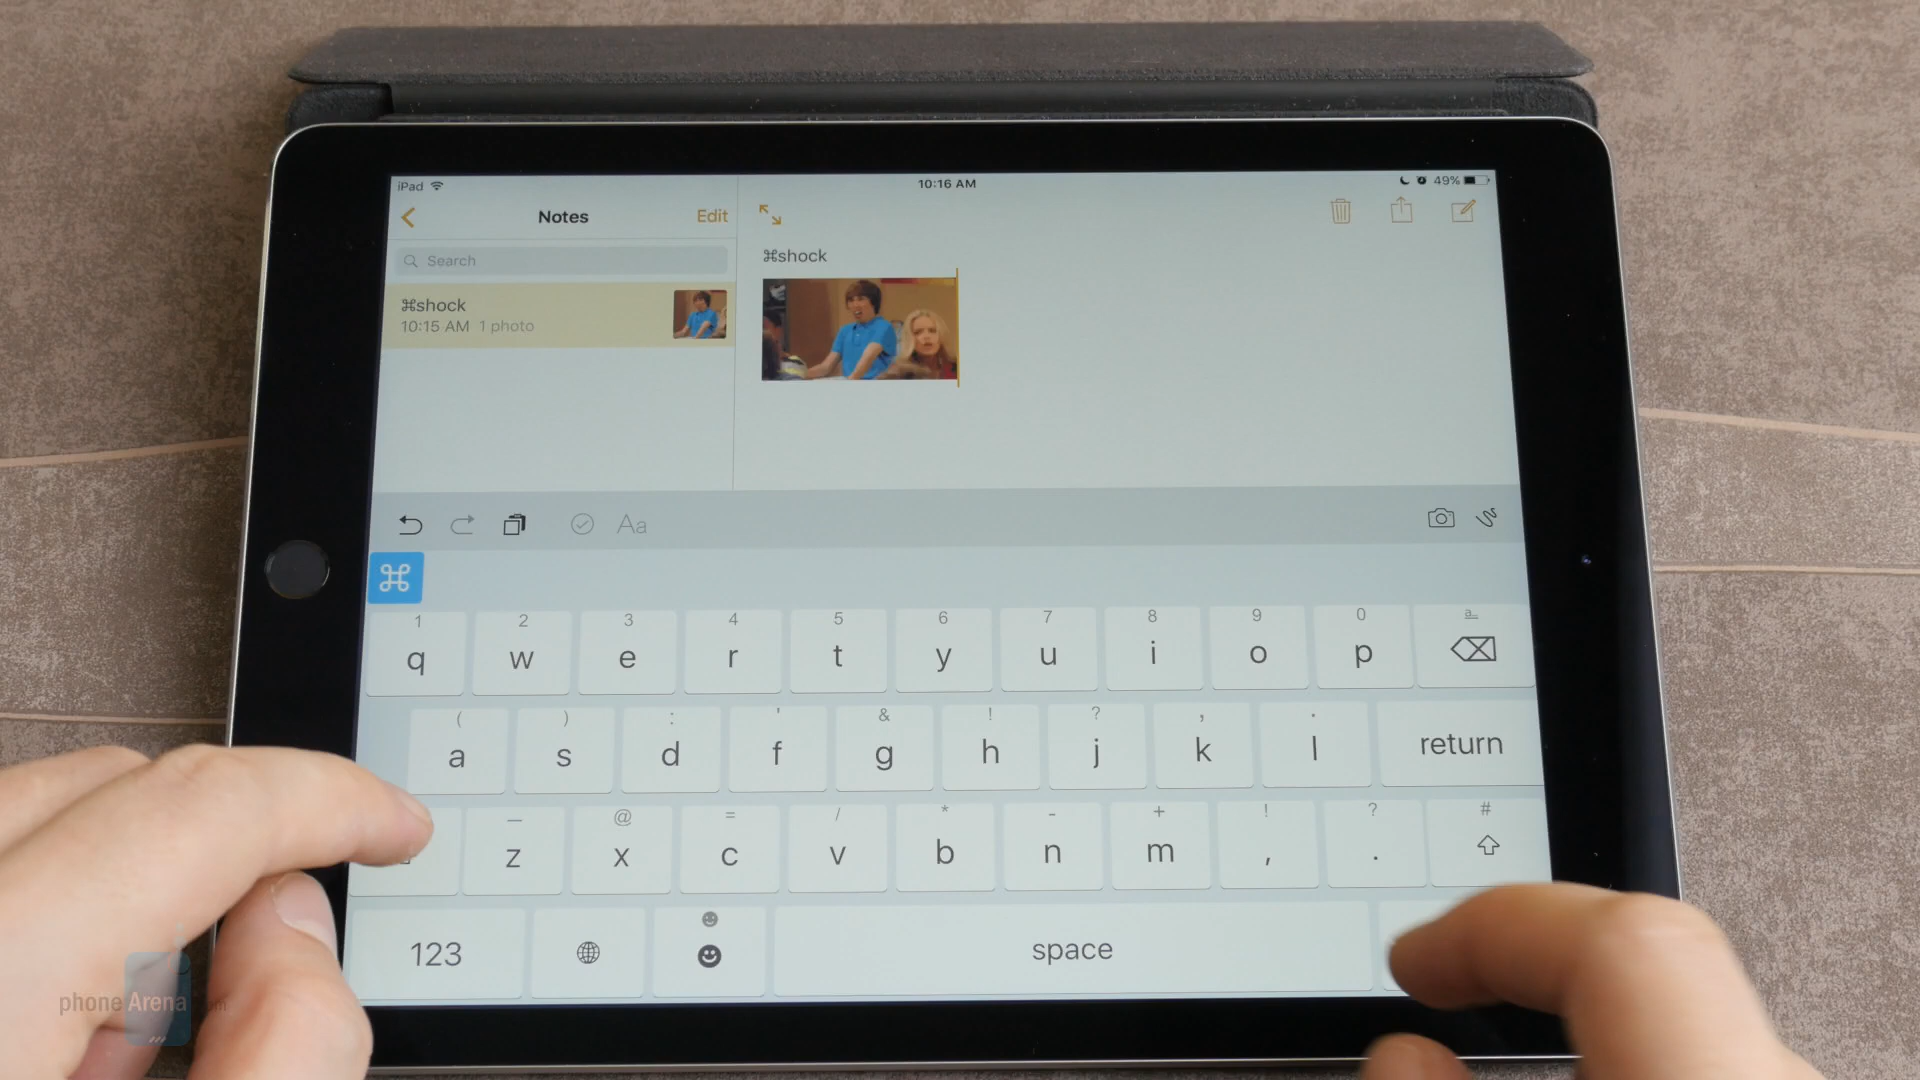 iPad 10:16 AM 49%
Notes Edit
⌘shock
Search
⌘shock
10:15 AM 1 photo
Aa
⌘
1 2 3 4 5 6 7 8 9 0 a
q w e r t y u i o p
( ) : ' & ! ? , .
a s d f g h j k l return
— @ = / * - + ! ? #
z x c v b n m , .
123 space
phoneArena